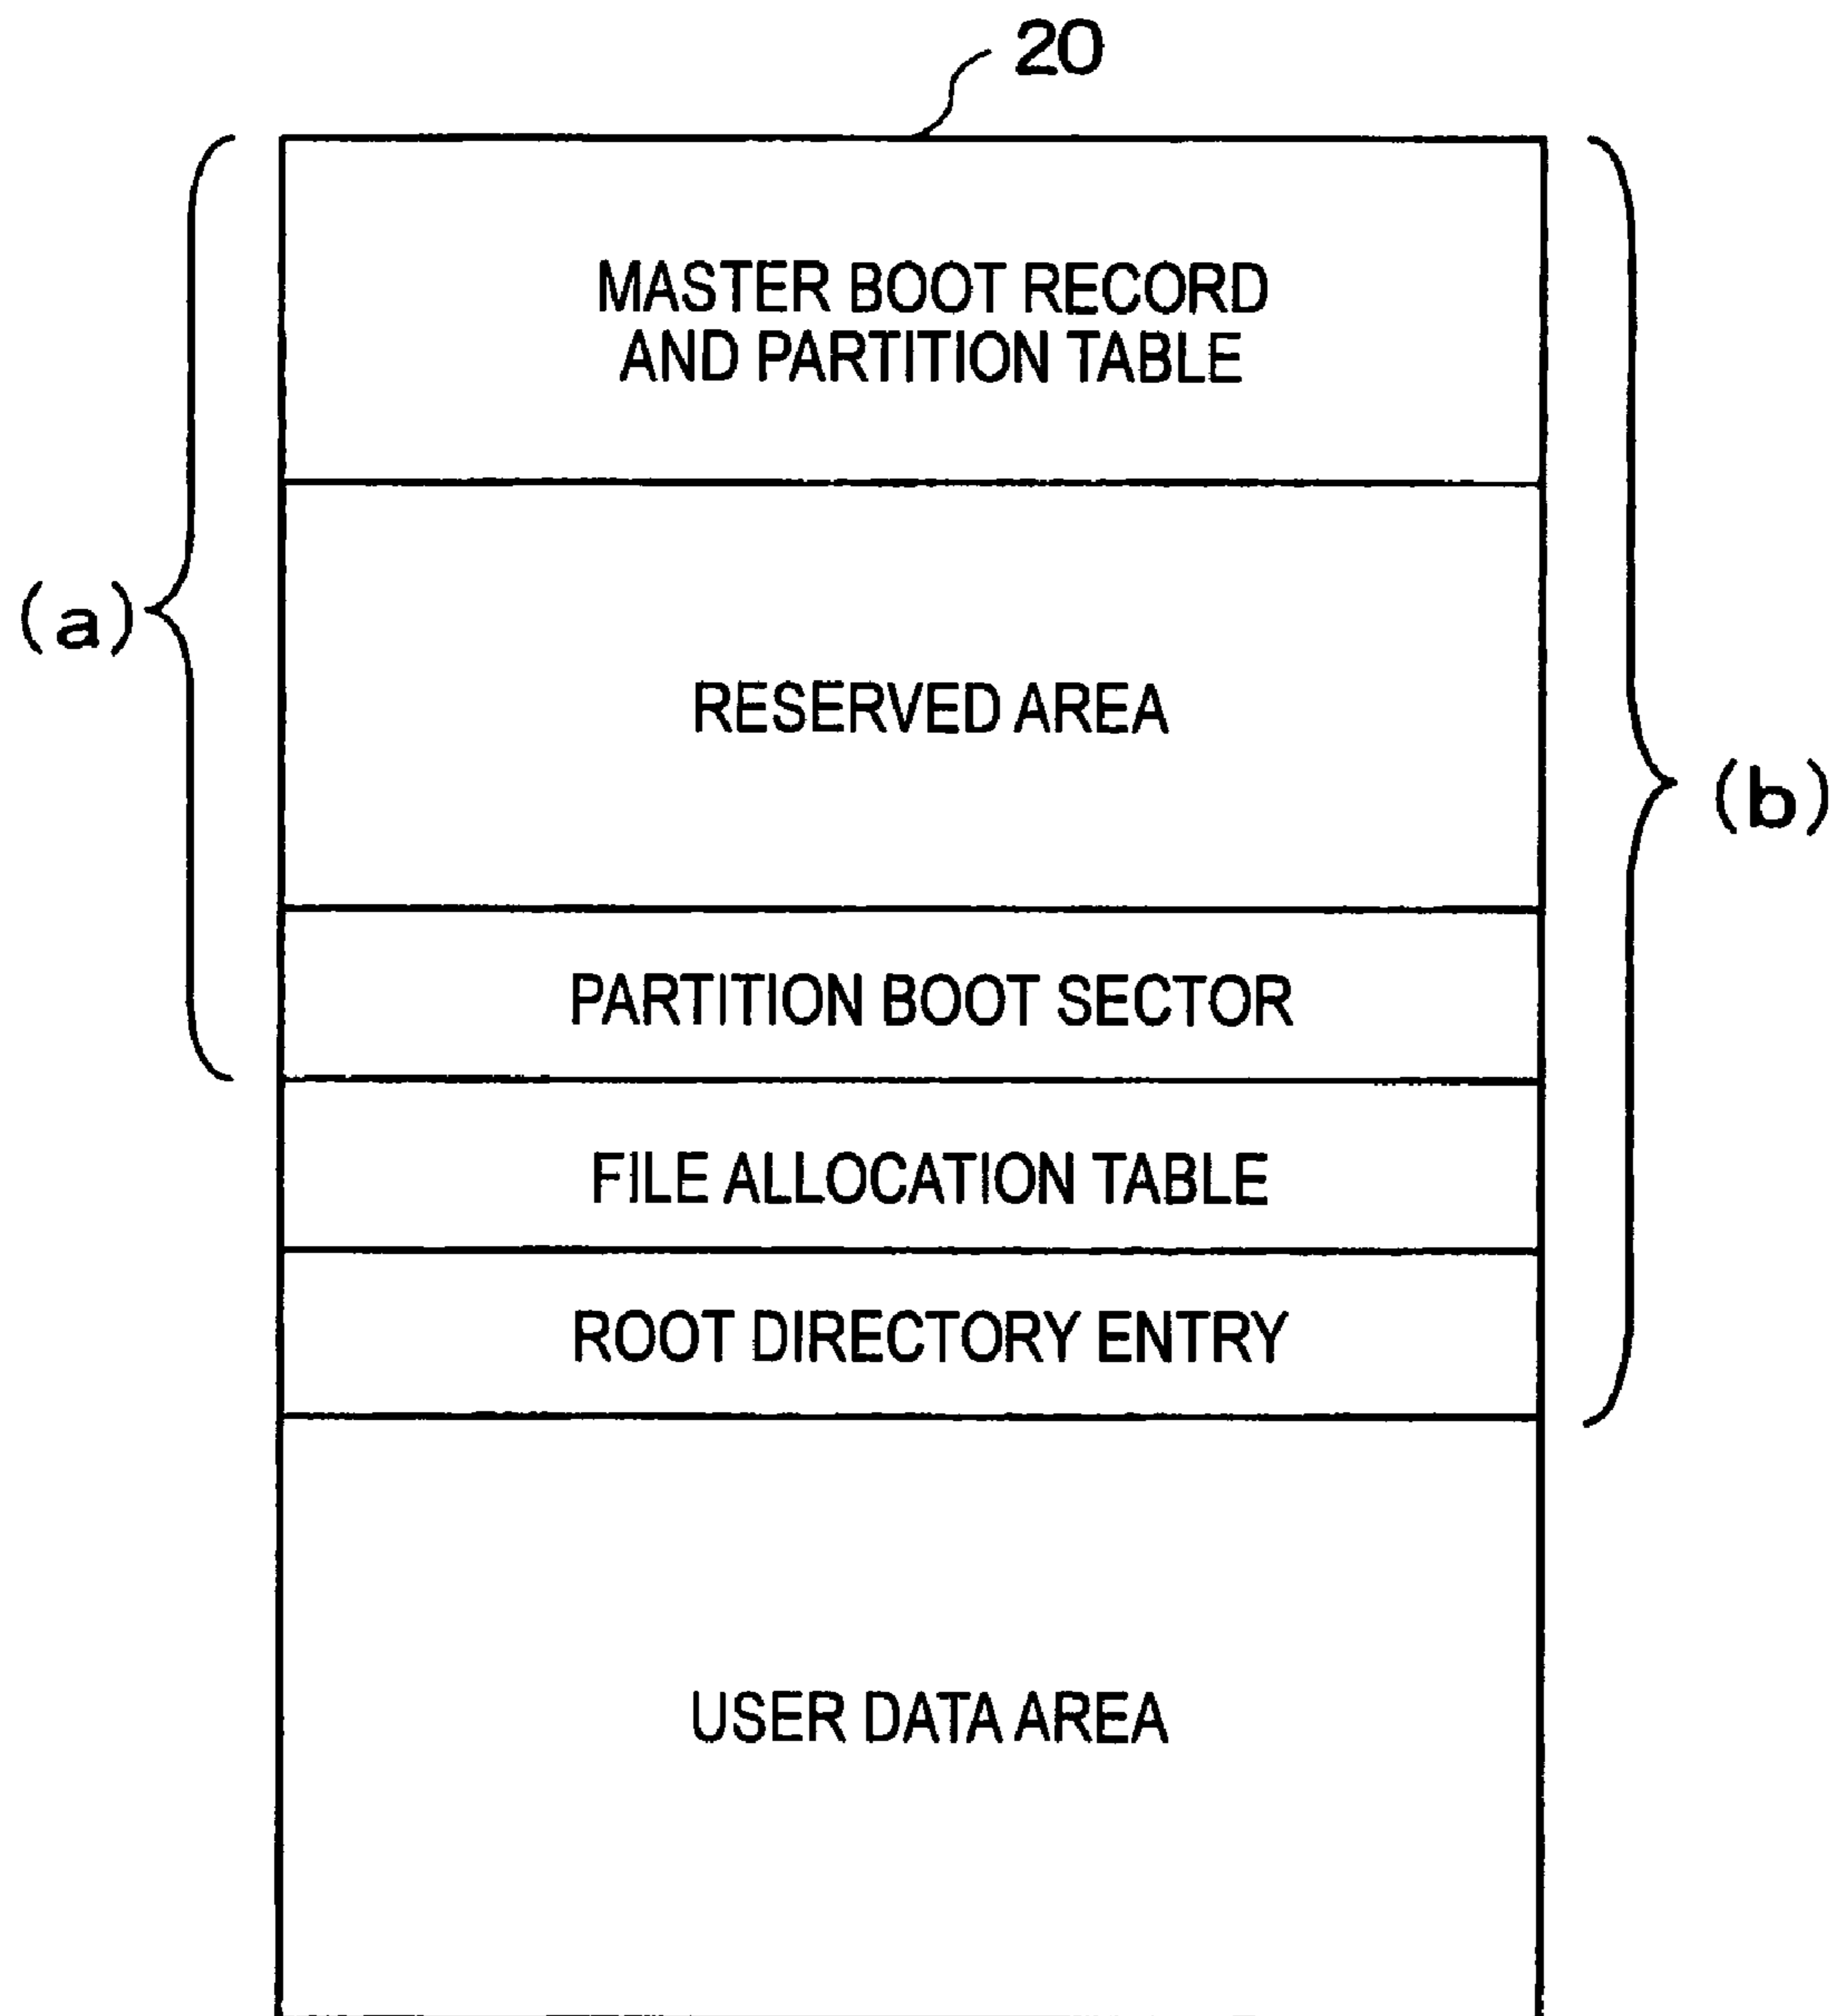 20
MASTER BOOT RECORD
AND PARTITION TABLE
(a)
RESERVED AREA
(b)
PARTITION BOOT SECTOR
FILE ALLOCATION TABLE
ROOT DIRECTORY ENTRY
USER DATA AREA